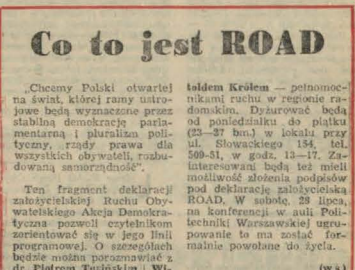 Co to jest ROAD
„Chcemy Polski otwartej
na świat, której ramy ustro-
jowe będą wyznaczone przez
stabilną demokrację parla-
mentarną i pluralizm poli-
tyczny, rządy prawa dla
wszystkich obywateli, rozbu-
dowaną samorządność".
Ten fragment deklaracji
założycielskiej Ruchu Oby-
watelskiego Akcja Demokra-
tyczna pozwoli czytelnikom
zorientować się w jego linii
programowej. O szczegółach
będzie można porozmawiać z
dr. Piotrem Turińskim i Wi-
toldem Królem — pełnomoc-
nikami ruchu w regionie ra-
domskim. Dyżurować będą
od poniedziałku do piątku
(23—27 bm.) w lokalu przy
ul. Słowackiego 154, tel.
509-51, w godz. 13—17. Za-
interesowani będą też mieli
możliwość złożenia podpisów
pod deklaracją założycielską
ROAD. W sobotę, 28 lipca,
na konferencji w auli Poli-
techniki Warszawskiej ugru-
powanie to ma zostać for-
malnie powołane do życia.
(w.s.)